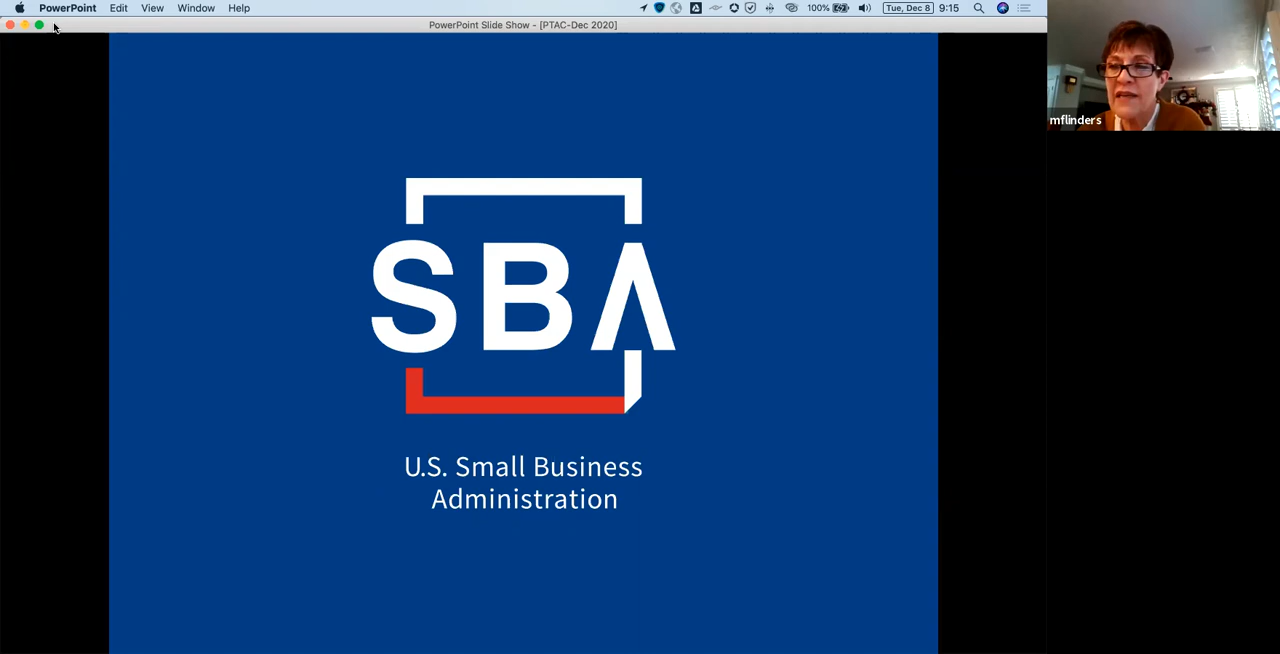 PowerPoint Edit View Window Help 100% Tue, Dec 8 9:15
PowerPoint Slide Show - [PTAC-Dec 2020]
mflinders
SBA
U.S. Small Business
Administration